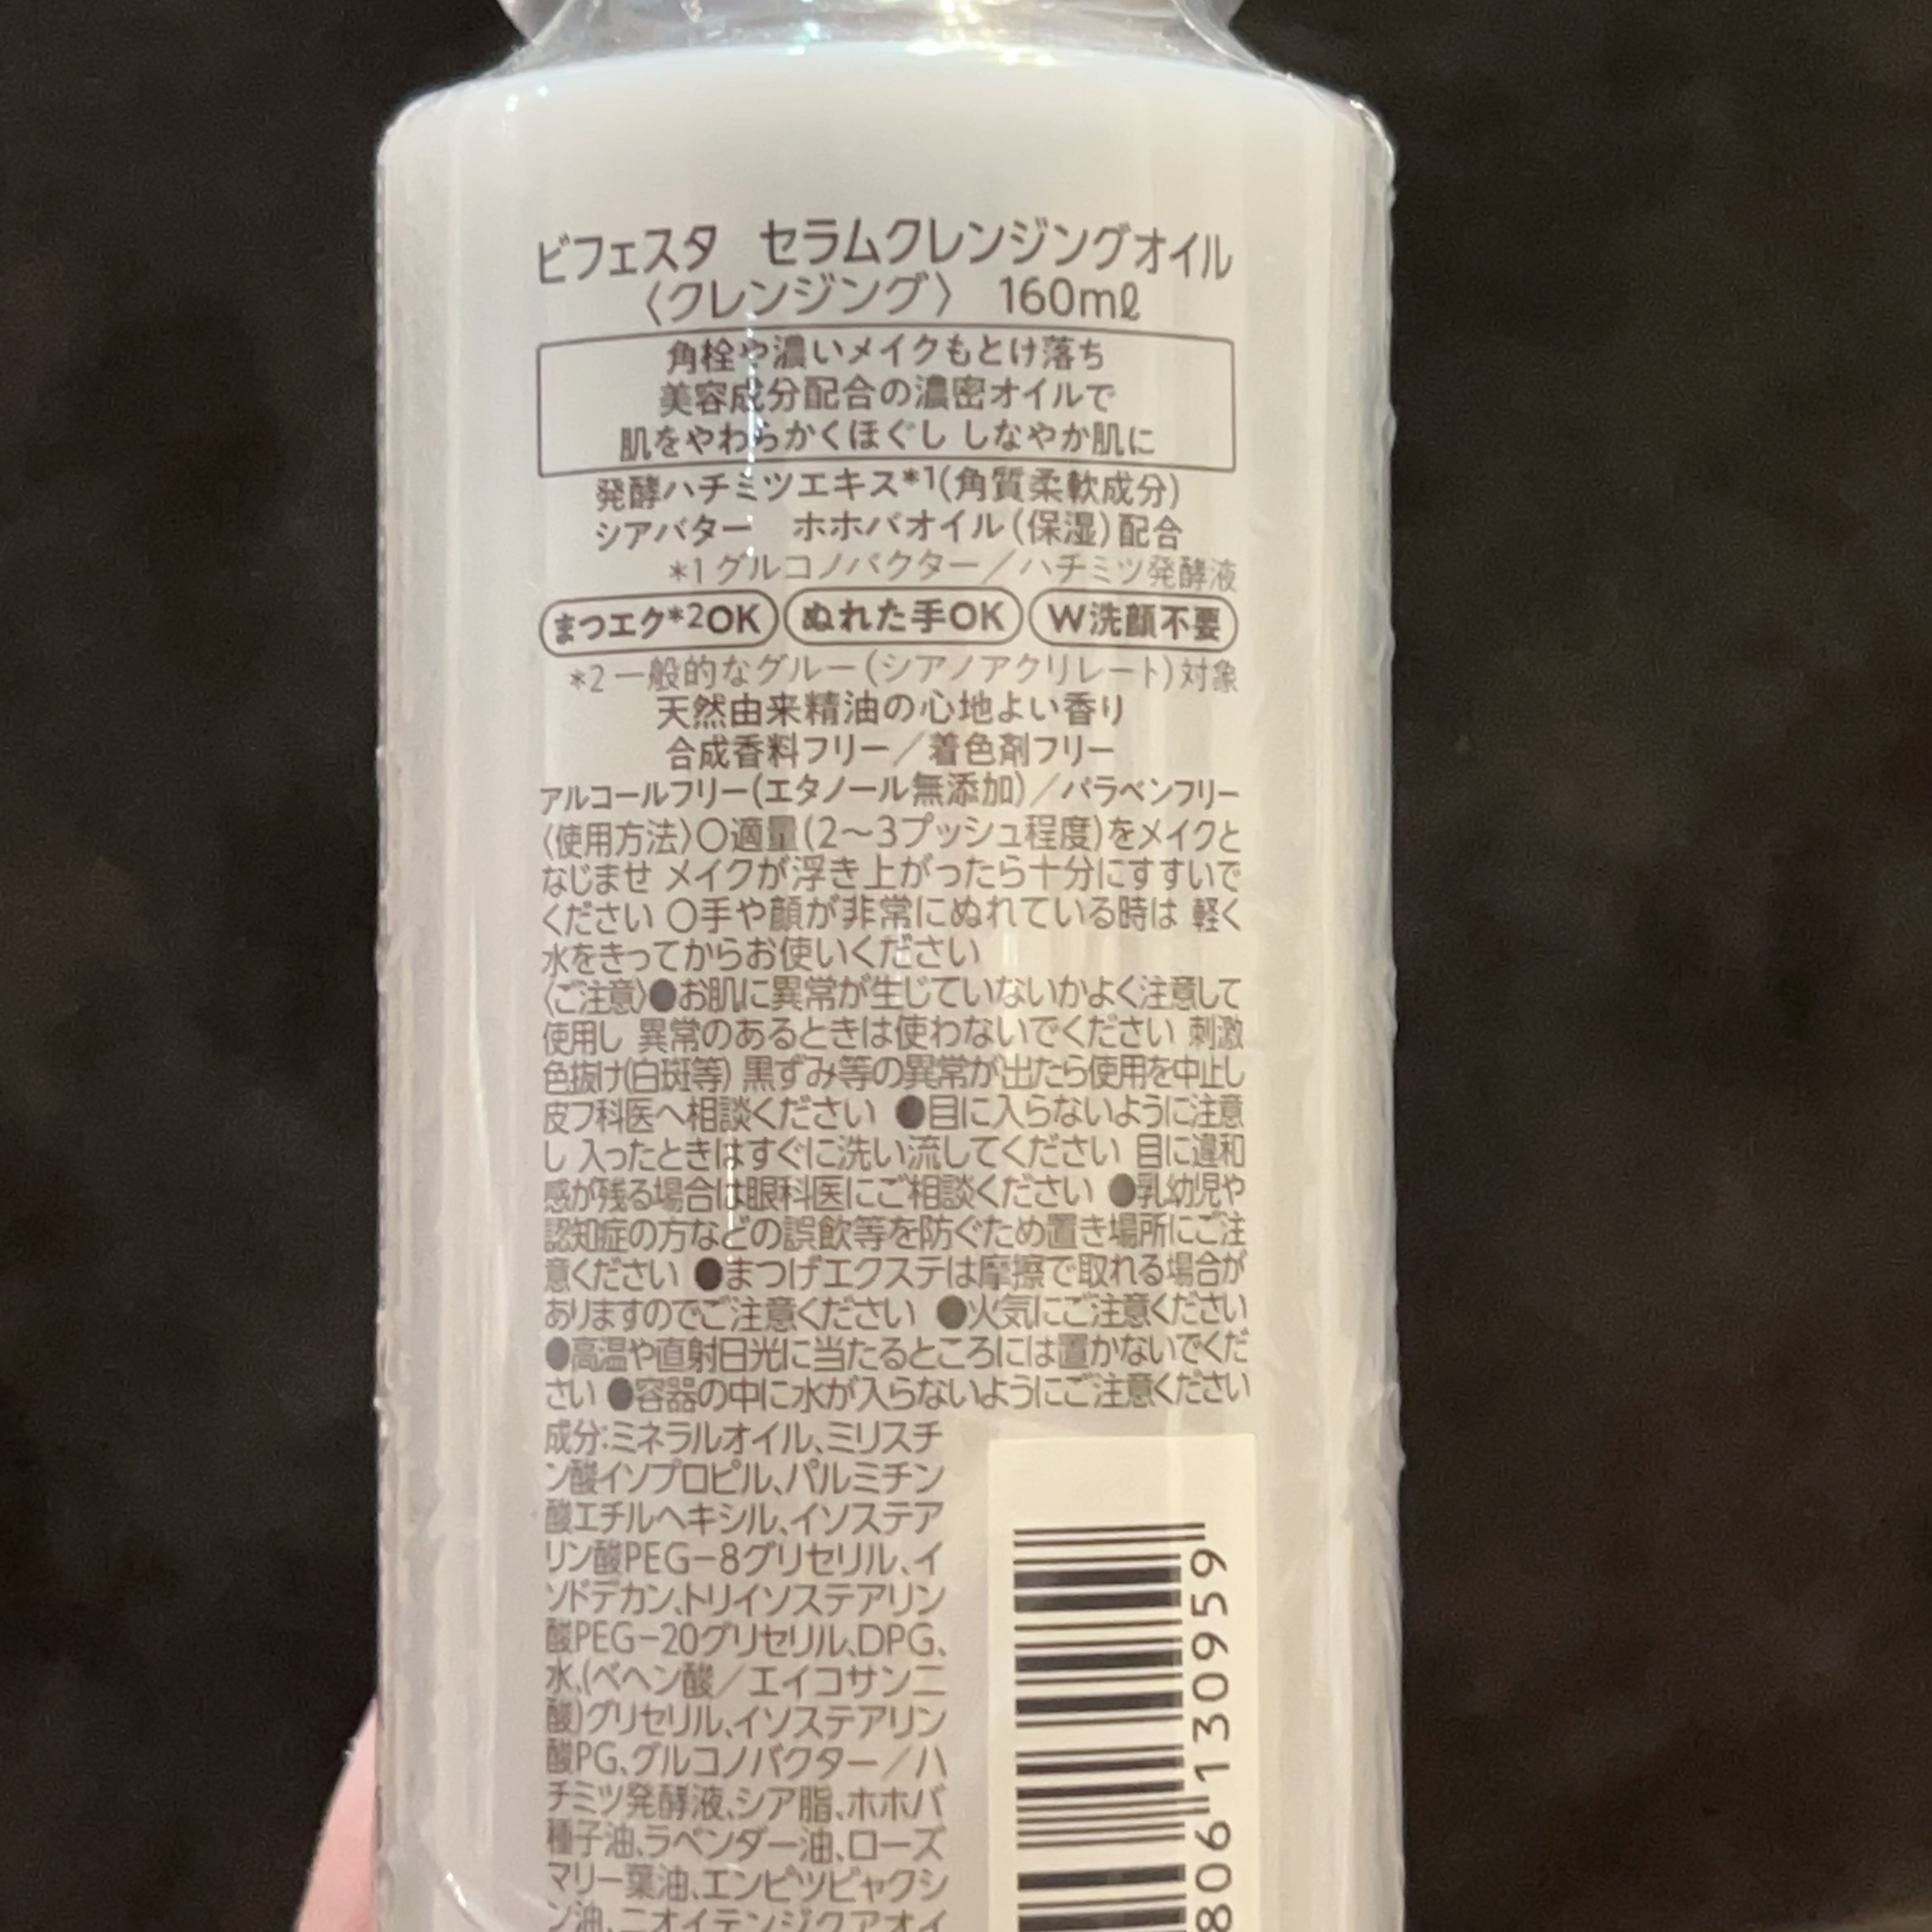 ビフェスタ　セラムクレンジングオイル
〈クレンジング〉　160mℓ
角栓や濃いメイクもとけ落ち
美容成分配合の濃密オイルで
肌をやわらかくほぐし しなやか肌に
発酵ハチミツエキス*1(角質柔軟成分)
シアバター　ホホバオイル(保湿)配合
*1 グルコノバクター／ハチミツ発酵液
まつエク*2OK ぬれた手OK W洗顔不要
*2 一般的なグルー(シアノアクリレート)対象
天然由来精油の心地よい香り
合成香料フリー／着色剤フリー
アルコールフリー(エタノール無添加)／パラベンフリー
〈使用方法〉○適量(2～3プッシュ程度)をメイクと
なじませ メイクが浮き上がったら十分にすすいで
ください ○手や顔が非常にぬれている時は 軽く
水をきってからお使いください
〈ご注意〉●お肌に異常が生じていないかよく注意して
使用し 異常のあるときは使わないでください 刺激
色抜け(白斑等) 黒ずみ等の異常が出たら使用を中止し
皮フ科医へ相談ください ●目に入らないように注意
し 入ったときはすぐに洗い流してください 目に違和
感が残る場合は眼科医にご相談ください ●乳幼児や
認知症の方などの誤飲等を防ぐため置き場所にご注
意ください ●まつげエクステは摩擦で取れる場合が
ありますのでご注意ください ●火気にご注意ください
●高温や直射日光に当たるところには置かないでくだ
さい ●容器の中に水が入らないようにご注意ください
成分:ミネラルオイル、ミリスチ
ン酸イソプロピル、パルミチン
酸エチルヘキシル、イソステア
リン酸PEG−8グリセリル、イ
ソドデカン、トリイソステアリン
酸PEG−20グリセリル、DPG、
水、(ベヘン酸／エイコサン二
酸)グリセリル、イソステアリン
酸PG、グルコノバクター／ハ
チミツ発酵液、シア脂、ホホバ
種子油、ラベンダー油、ローズ
マリー葉油、エンピツビャクシ
ン油、ニオイテンジクアオイ
806 130959